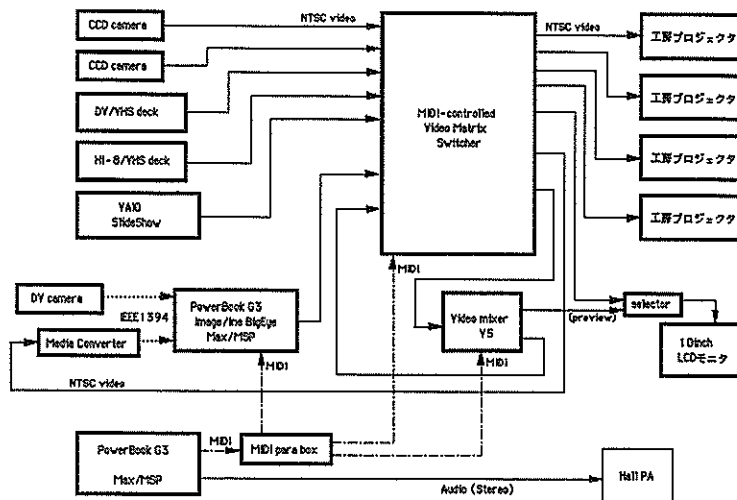 CCD camera
NTSC video
CCD camera
DV/VHS deck
HI-8/VHS deck
VA10
SlideShow
MIDI-controlled
Video Matrix
Switcher
NTSC video
工房プロジェクタ
工房プロジェクタ
工房プロジェクタ
工房プロジェクタ
MIDI
DV camera
IEEE1394
PowerBook G3
Image/ine BigEye
Max/MSP
Media Converter
NTSC video
MIDI
Video mixer
V5
(preview)
MIDI
selector
10inch
LCDモニタ
PowerBook G3
Max/MSP
MIDI
MIDI para box
Audio (Stereo)
Hall PA